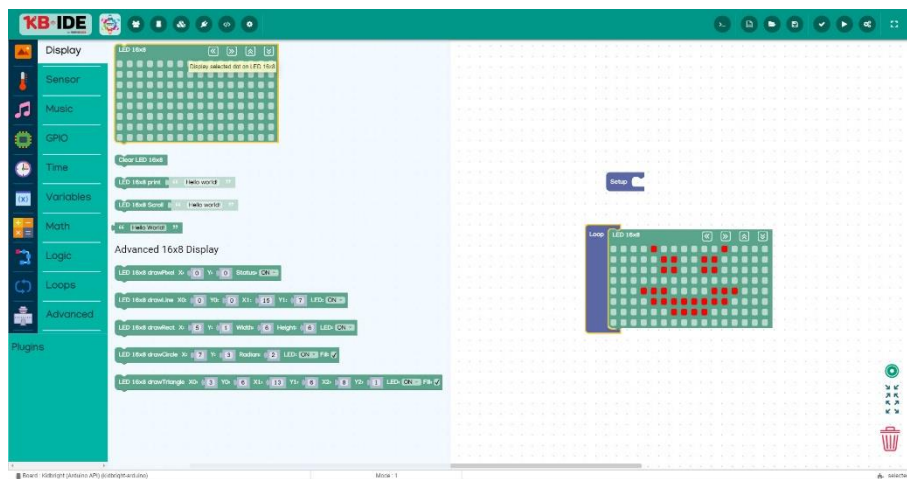 KB-IDE
Display
Sensor
Music
GPIO
Time
Variables
Math
Logic
Loops
Advanced
Plugins
LED 16x8
Display selected dot on LED 16x8
Clear LED 16x8
LED 16x8 print “ Hello world! ”
LED 16x8 Scroll “ Hello world! ”
“ Hello World! ”
Advanced 16x8 Display
LED 16x8 drawPixel X: 0 Y: 0 Status: ON
LED 16x8 drawLine X0: 0 Y0: 0 X1: 15 Y1: 7 LED: ON
LED 16x8 drawRect X: 5 Y: 1 Width: 6 Height: 6 LED: ON
LED 16x8 drawCircle X: 7 Y: 3 Radian: 2 LED: ON Fill:
LED 16x8 drawTriangle X0: 3 Y0: 6 X1: 13 Y1: 6 X2: 8 Y2: 1 LED: ON Fill:
Setup
Loop
LED 16x8
Board : Kidbright (Arduino API) (kidbright-arduino)
Mode : 1